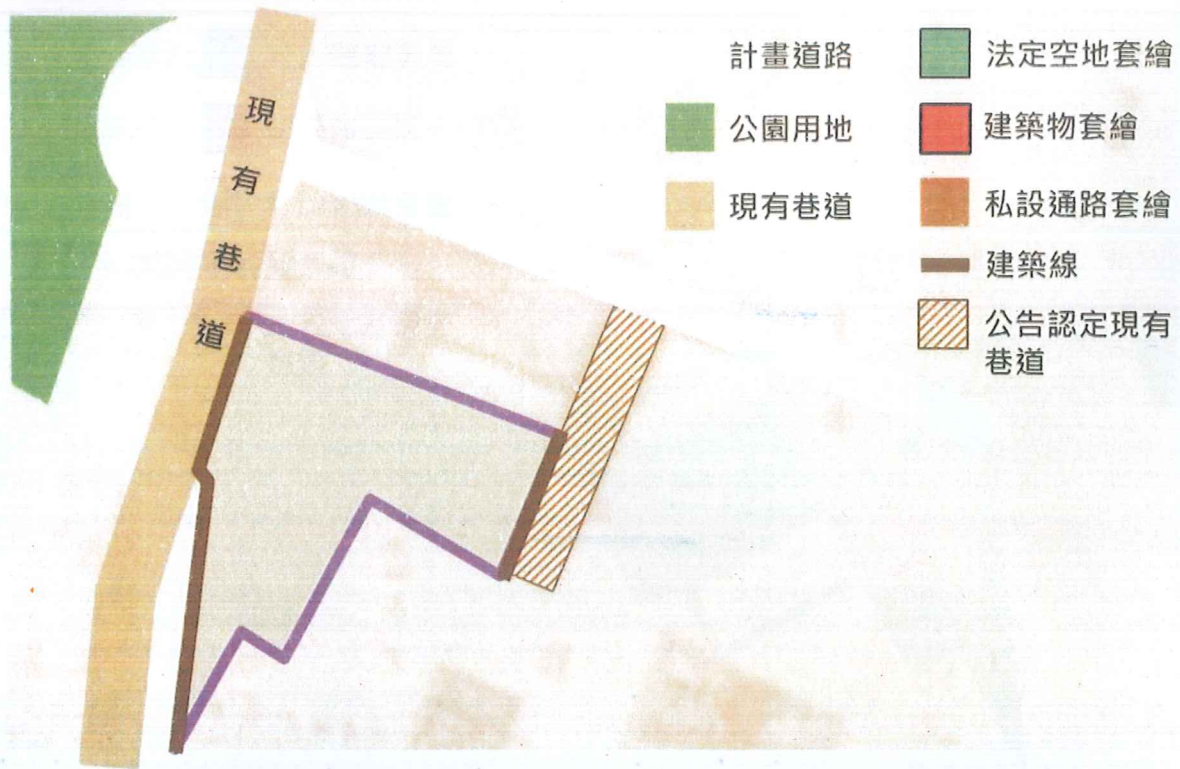 現有巷道
計畫道路
公園用地
現有巷道
法定空地套繪
建築物套繪
私設通路套繪
建築線
公告認定現有
巷道